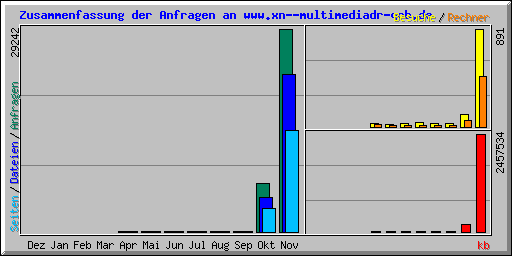 Zusammenfassung der Anfragen an www.xn--multimediadr-
Besuche / Rechner
29242
891
Seiten / Dateien / Anfragen
2457534
Dez Jan Feb Mar Apr Mai Jun Jul Aug Sep Okt Nov
kb